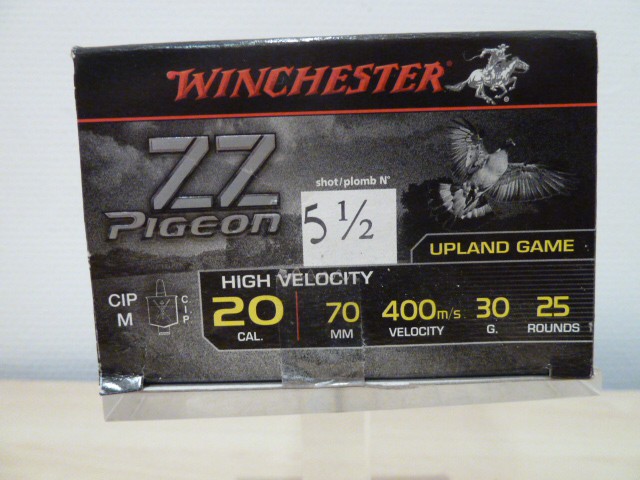 WINCHESTER
ZZ
PIGEON
shot/plomb N°
5 ½
UPLAND GAME
HIGH VELOCITY
CIP
M
C.I.P.
20
CAL.
70
MM
400m/s
VELOCITY
30
G.
25
ROUNDS